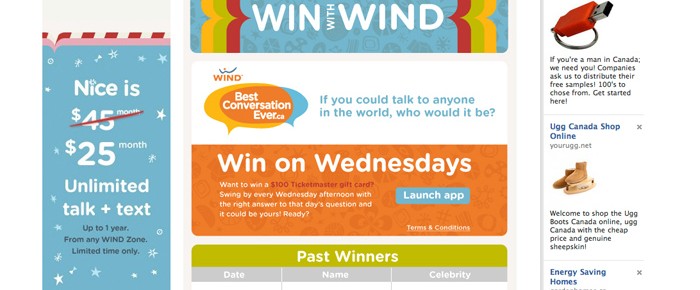 Nice is
$45 month
$25 month
Unlimited
talk + text
Up to 1 year.
From any WIND Zone.
Limited time only.
WIN WITH WIND
WIND
Best
Conversation
Ever.ca
If you could talk to anyone
in the world, who would it be?
Win on Wednesdays
Want to win a $100 Ticketmaster gift card?
Swing by every Wednesday afternoon with
the right answer to that day's question and
it could be yours! Ready?
Launch app
Terms & Conditions
Past Winners
Date Name Celebrity
If you're a man in Canada;
we need you! Companies
ask us to distribute their
free samples! 100's to
chose from. Get started
here!
Ugg Canada Shop
Online
yourugg.net
Welcome to shop the Ugg
Boots Canada online, ugg
Canada with the cheap
price and genuine
sheepskin!
Energy Saving
Homes